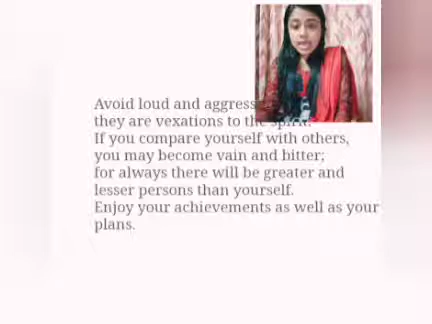 Avoid loud and
they are vexations to the spirit.
If you compare yourself with others,
you may become vain and bitter;
for always there will be greater and
lesser persons than yourself.
Enjoy your achievements as well as your
plans.